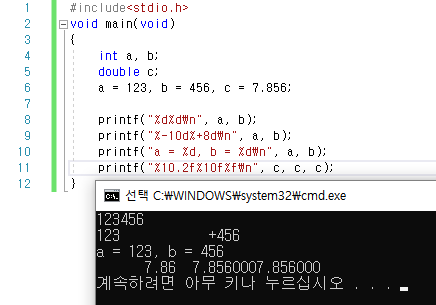 1 #include<stdio.h>
2 void main(void)
3 {
4 int a, b;
5 double c;
6 a = 123, b = 456, c = 7.856;
7
8 printf("%d%d₩n", a, b);
9 printf("%-10d%+8d₩n", a, b);
10 printf("a = %d, b = %d₩n", a, b);
11 printf("%10.2f%10f%f₩n", c, c, c);
12 }
선택 C:₩WINDOWS₩system32₩cmd.exe
123456
123           +456
a = 123, b = 456
      7.86  7.8560007.856000
계속하려면 아무 키나 누르십시오 . . .